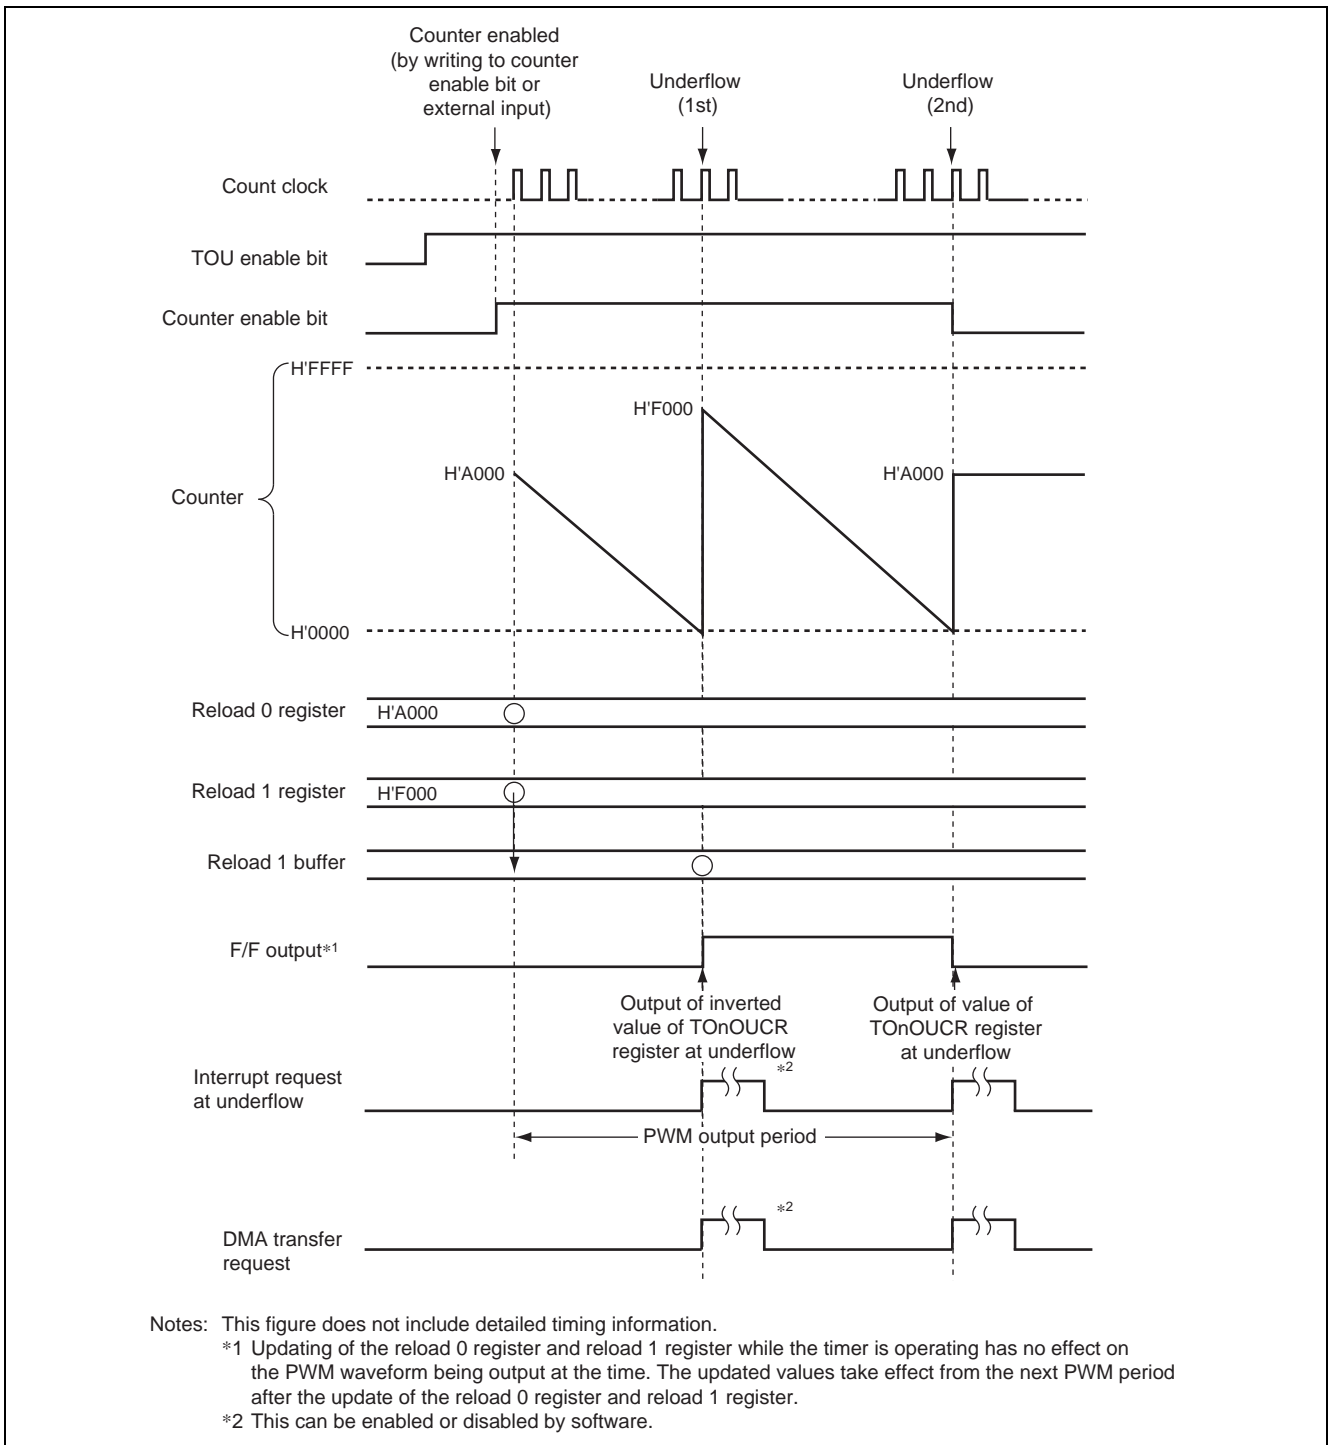 Counter enabled
(by writing to counter
enable bit or
external input)
Underflow
(1st)
Underflow
(2nd)
Count clock
TOU enable bit
Counter enable bit
H'FFFF
H'F000
H'A000
H'A000
Counter
H'0000
Reload 0 register
H'A000
Reload 1 register
H'F000
Reload 1 buffer
F/F output*1
Output of inverted
value of TOnOUCR
register at underflow
Output of value of
TOnOUCR register
at underflow
Interrupt request
at underflow
*2
PWM output period
*2
DMA transfer
request
Notes: This figure does not include detailed timing information.
*1 Updating of the reload 0 register and reload 1 register while the timer is operating has no effect on
the PWM waveform being output at the time. The updated values take effect from the next PWM period
after the update of the reload 0 register and reload 1 register.
*2 This can be enabled or disabled by software.